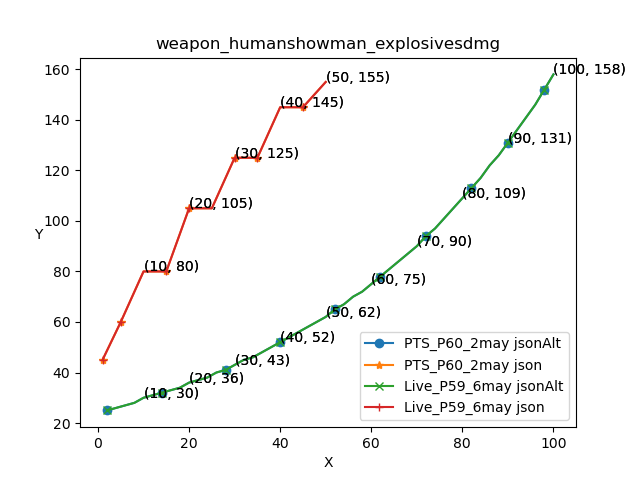 weapon_humanshowman_explosivesdmg
160
140
120
100
80
60
40
20
Y
(50, 155)
(40, 145)
(30, 125)
(20, 105)
(10, 80)
(100, 158)
(90, 131)
(80, 109)
(70, 90)
(60, 75)
(50, 62)
(40, 52)
(30, 43)
(20, 36)
(10, 30)
PTS_P60_2may jsonAlt
PTS_P60_2may json
Live_P59_6may jsonAlt
Live_P59_6may json
0 20 40 60 80 100
X